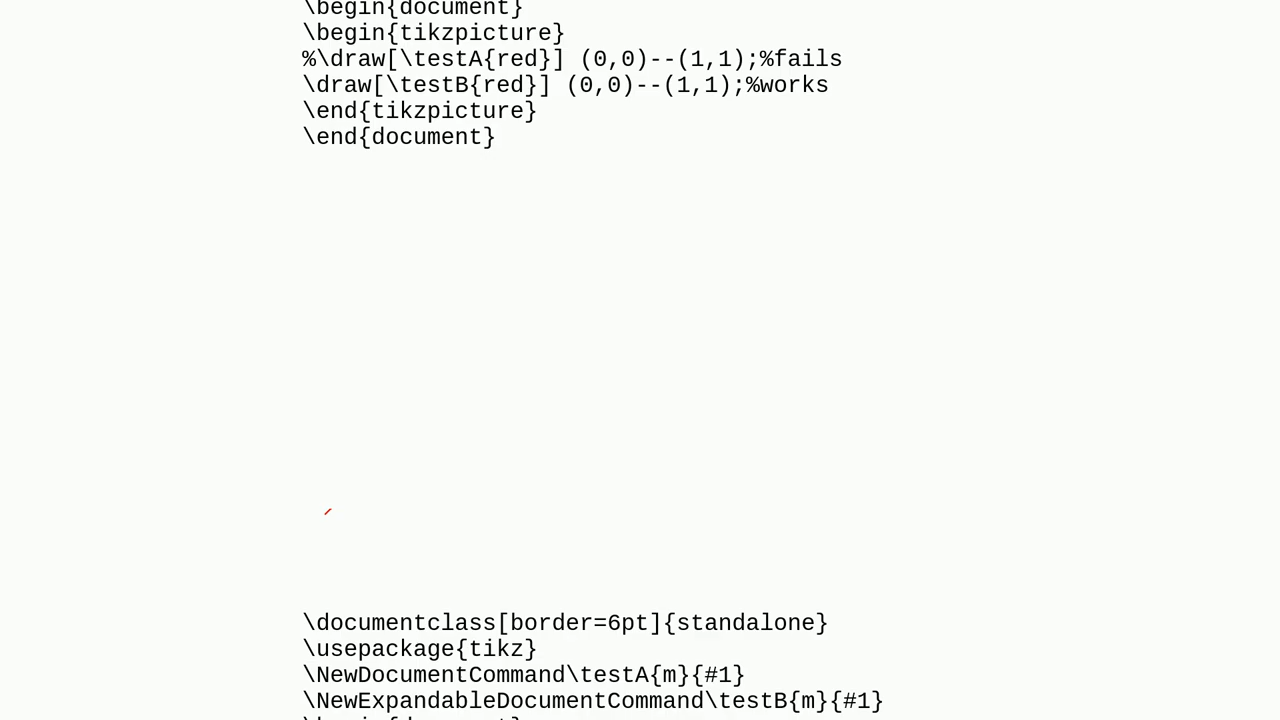 \begin{document}
\begin{tikzpicture}
%\draw[\testA{red}] (0,0)--(1,1);%fails
\draw[\testB{red}] (0,0)--(1,1);%works
\end{tikzpicture}
\end{document}
\documentclass[border=6pt]{standalone}
\usepackage{tikz}
\NewDocumentCommand\testA{m}{#1}
\NewExpandableDocumentCommand\testB{m}{#1}